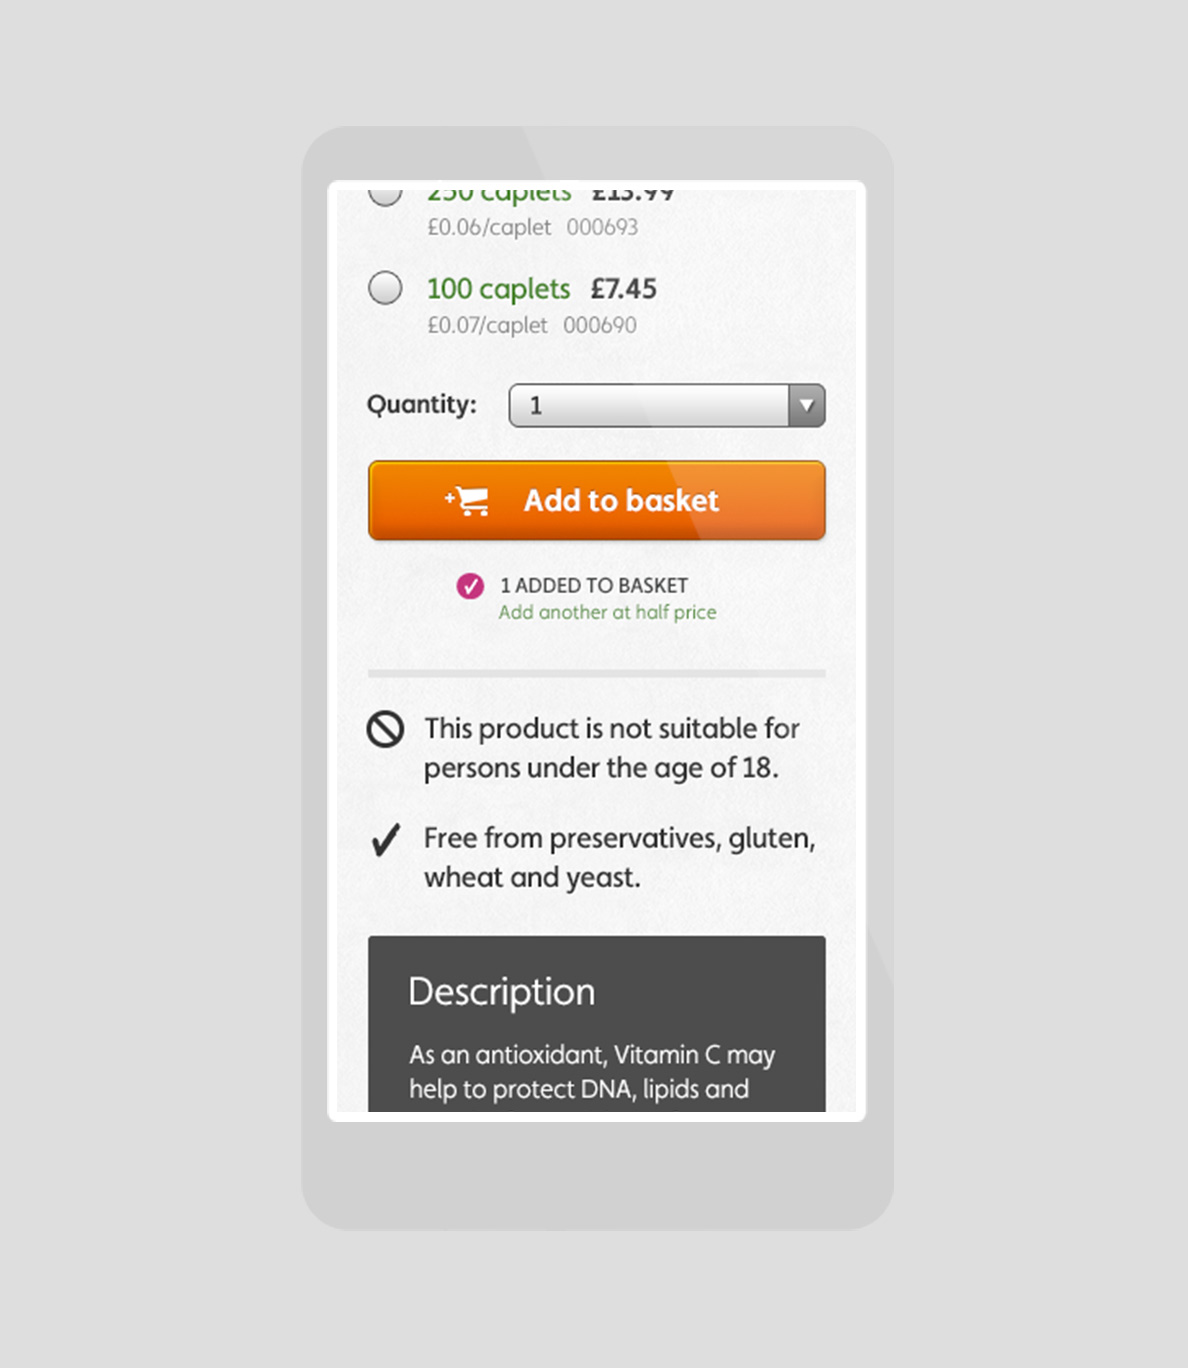 250 caplets £13.99
£0.06/caplet 000693
100 caplets £7.45
£0.07/caplet 000690
Quantity: 1
Add to basket
1 ADDED TO BASKET
Add another at half price
This product is not suitable for
persons under the age of 18.
Free from preservatives, gluten,
wheat and yeast.
Description
As an antioxidant, Vitamin C may
help to protect DNA, lipids and